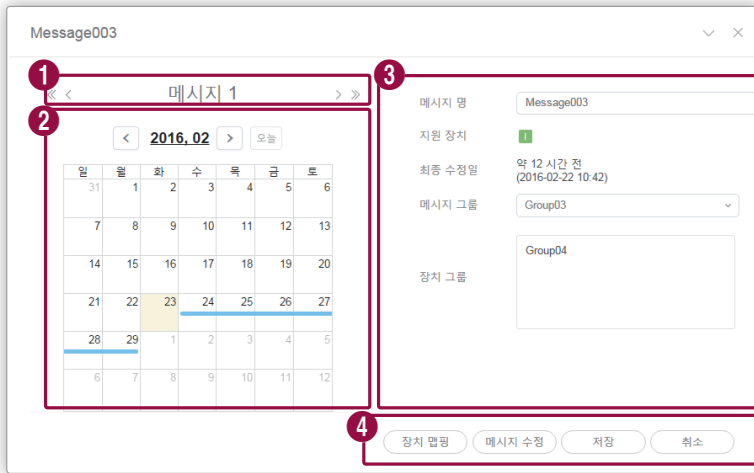 Message003
1
메시지 1
2
2016, 02
오늘
일 월 화 수 목 금 토
31 1 2 3 4 5 6
7 8 9 10 11 12 13
14 15 16 17 18 19 20
21 22 23 24 25 26 27
28 29 1 2 3 4 5
6 7 8 9 10 11 12
3
메시지 명 Message003
지원 장치 I
최종 수정일 약 12 시간 전
(2016-02-22 10:42)
메시지 그룹 Group03
Group04
장치 그룹
4
장치 맵핑 메시지 수정 저장 취소